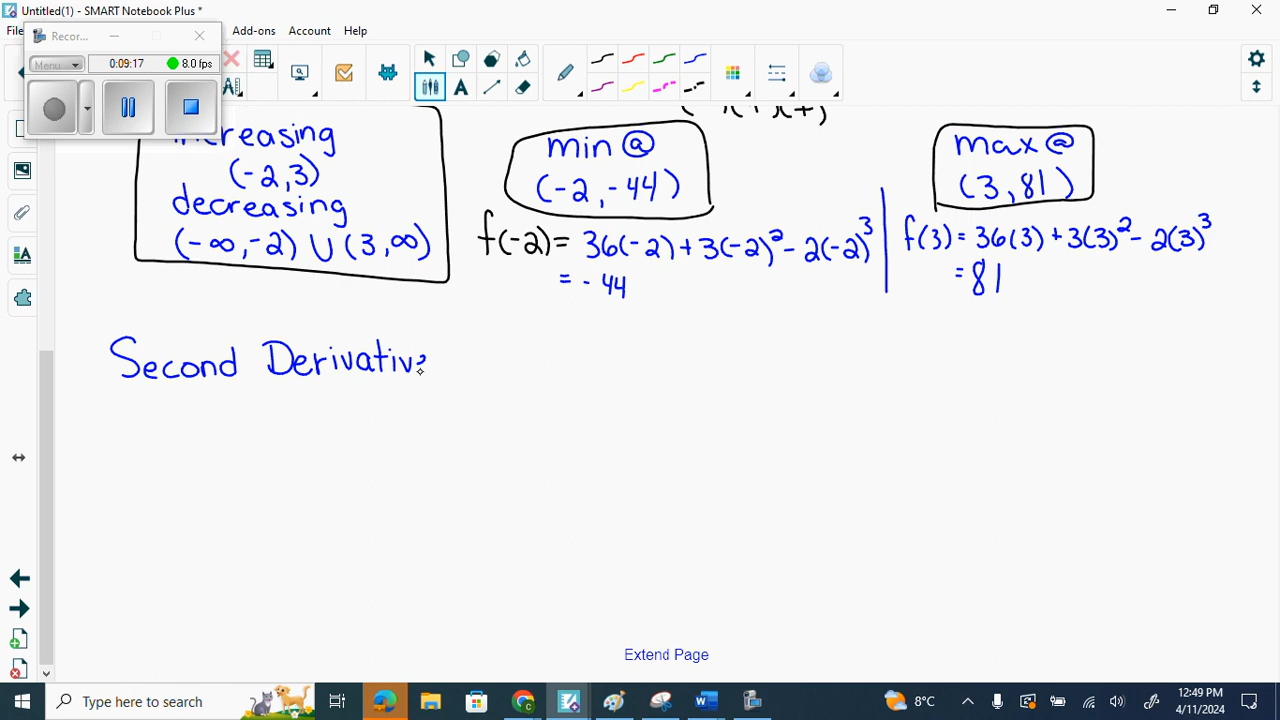 Untitled(1) - SMART Notebook Plus *
Recor...
Add-ons Account Help
Menu 0:09:17 8.0 fps
increasing
(-2,3)
decreasing
(-∞,-2) ∪ (3,∞)
min @
(-2, -44)
f(-2) = 36(-2) + 3(-2)² - 2(-2)³
= - 44
max @
(3, 81)
f(3) = 36(3) + 3(3)² - 2(3)³
= 81
Second Derivative
Extend Page
Type here to search
8°C
12:49 PM
4/11/2024